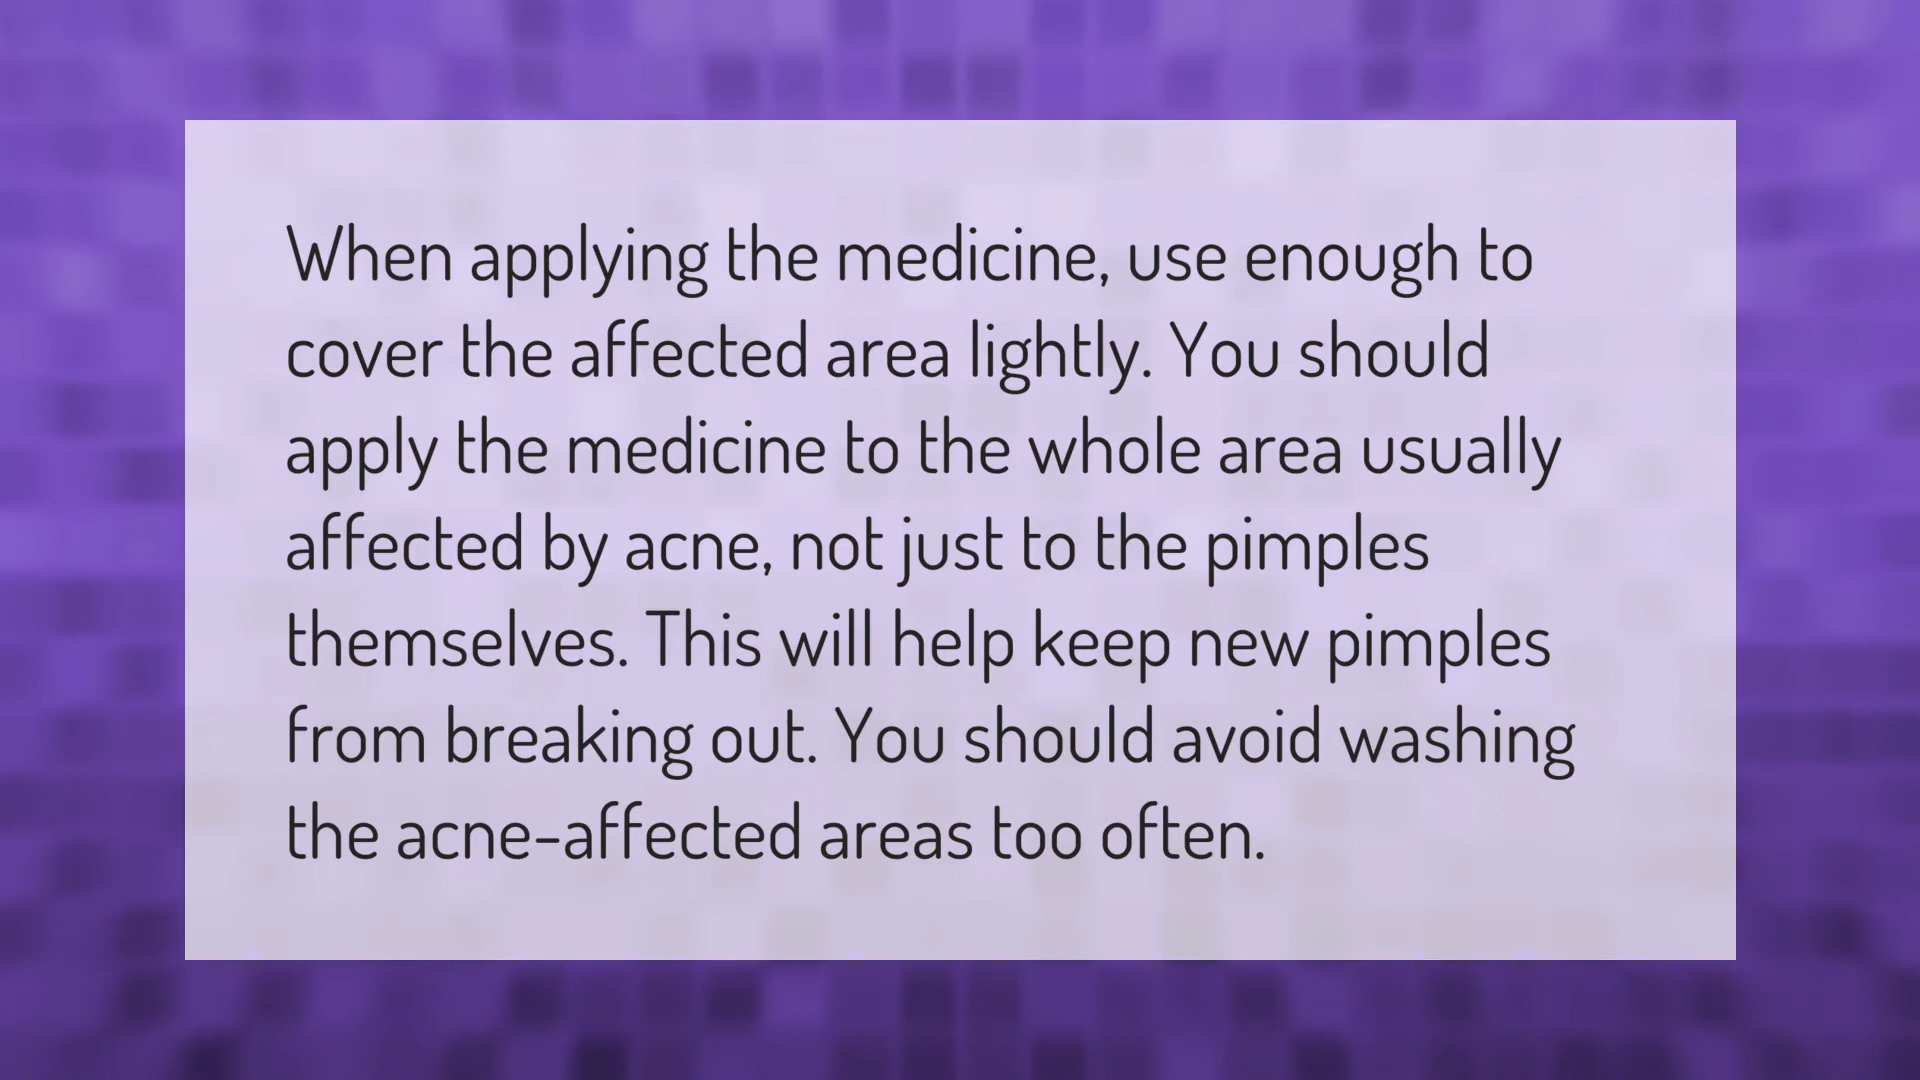 When applying the medicine, use enough to
cover the affected area lightly. You should
apply the medicine to the whole area usually
affected by acne, not just to the pimples
themselves. This will help keep new pimples
from breaking out. You should avoid washing
the acne-affected areas too often.